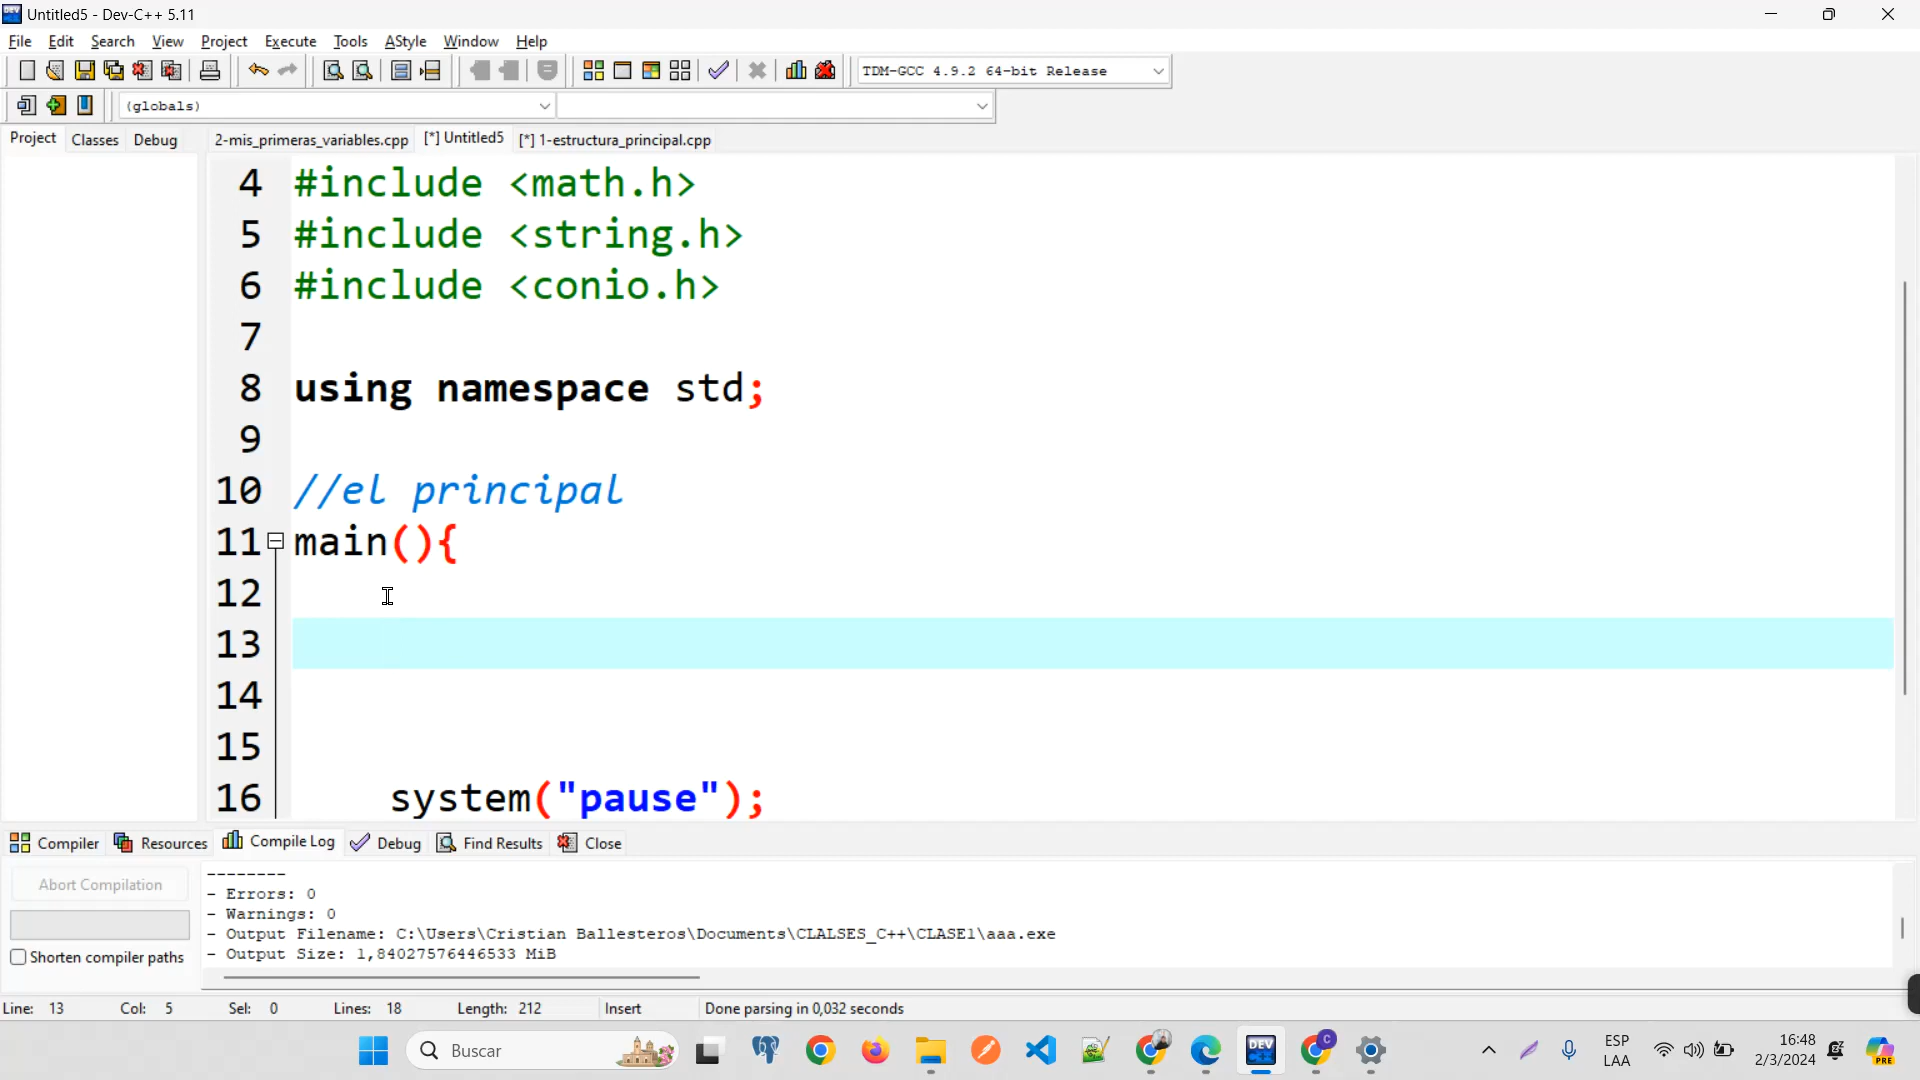 Untitled5 - Dev-C++ 5.11
File Edit Search View Project Execute Tools AStyle Window Help
TDM-GCC 4.9.2 64-bit Release
(globals)
Project Classes Debug 2-mis_primeras_variables.cpp [*] Untitled5 [*] 1-estructura_principal.cpp
4 #include <math.h>
5 #include <string.h>
6 #include <conio.h>
7
8 using namespace std;
9
10 //el principal
11 main(){
12
13
14
15
16 system("pause");
Compiler Resources Compile Log Debug Find Results Close
Abort Compilation
Shorten compiler paths
--------
- Errors: 0
- Warnings: 0
- Output Filename: C:\Users\Cristian Ballesteros\Documents\CLALSES_C++\CLASE1\aaa.exe
- Output Size: 1,84027576446533 MiB
Line: 13 Col: 5 Sel: 0 Lines: 18 Length: 212 Insert Done parsing in 0,032 seconds
Buscar
DEV
C
ESP
LAA
16:48
2/3/2024
PRE